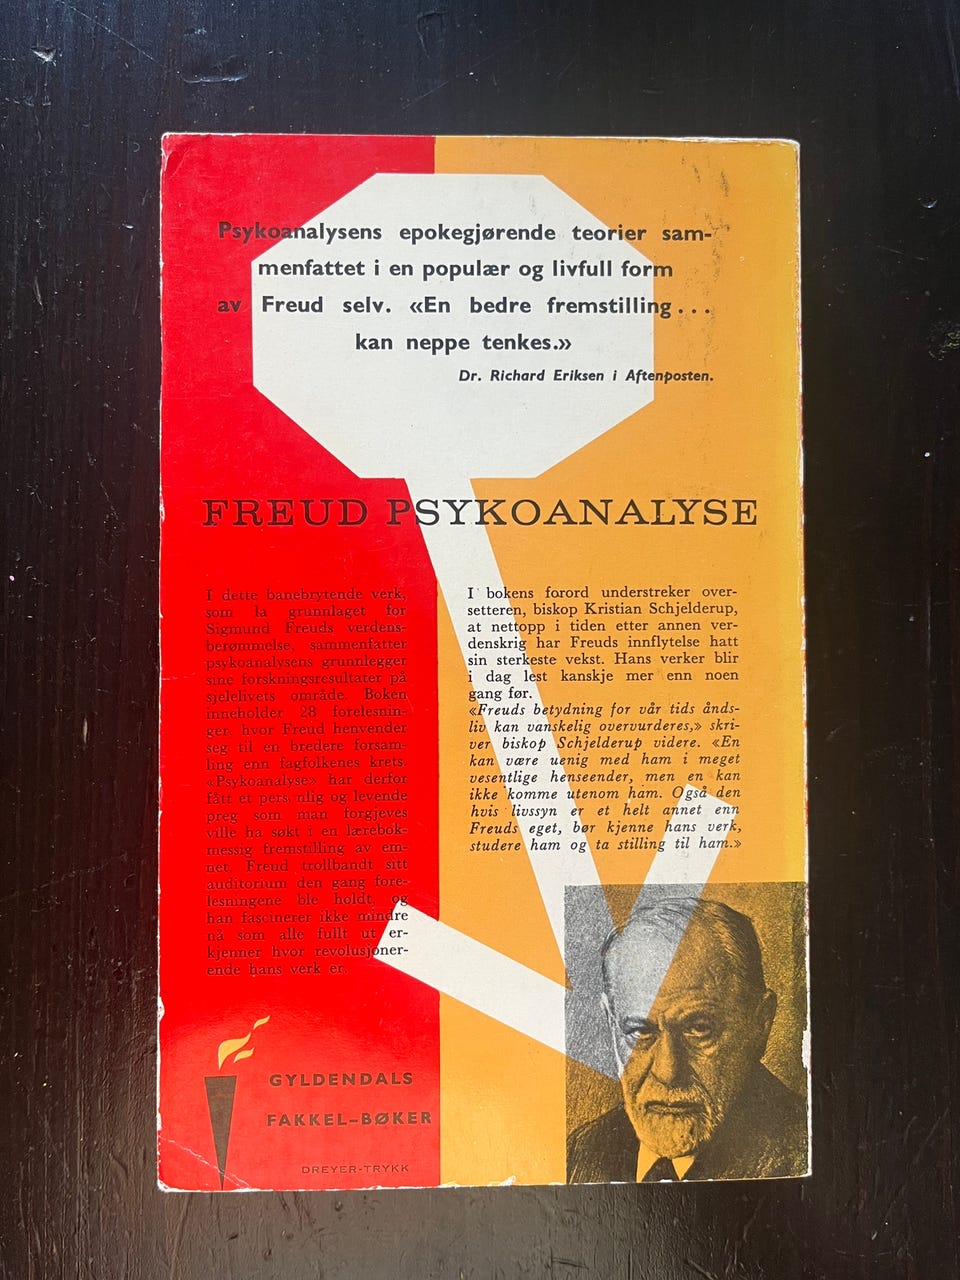 Psykoanalysens epokegjørende teorier sam-
menfattet i en populær og livfull form
av Freud selv. «En bedre fremstilling...
kan neppe tenkes.»
Dr. Richard Eriksen i Aftenposten.
FREUD PSYKOANALYSE
I dette banebrytende verk,
som la grunnlaget for
Sigmund Freuds verdens-
berømmelse, sammenfatter
psykoanalysens grunnlegger
sine forskningsresultater på
sjelelivets område. Boken
inneholder 28 forelesnin-
ger, hvor Freud henvender
seg til en bredere forsam-
ling enn fagfolkenes krets.
«Psykoanalyse» har derfor
fått et pers nlig og levende
preg som man forgjeves
ville ha søkt i en lærebok-
messig fremstilling av em-
net. Freud trollbandt sitt
auditorium den gang fore-
lesningene ble holdt, og
han fascinerer ikke mindre
nå som alle fullt ut er-
kjenner hvor revolusjoner-
ende hans verk er.
I bokens forord understreker over-
setteren, biskop Kristian Schjelderup,
at nettopp i tiden etter annen ver-
denskrig har Freuds innflytelse hatt
sin sterkeste vekst. Hans verker blir
i dag lest kanskje mer enn noen
gang før.
«Freuds betydning for vår tids ånds-
liv kan vanskelig overvurderes,» skri-
ver biskop Schjelderup videre. «En
kan være uenig med ham i meget
vesentlige henseender, men en kan
ikke komme utenom ham. Også den
hvis livssyn er et helt annet enn
Freuds eget, bør kjenne hans verk,
studere ham og ta stilling til ham.»
GYLDENDALS
FAKKEL-BØKER
DREYER-TRYKK